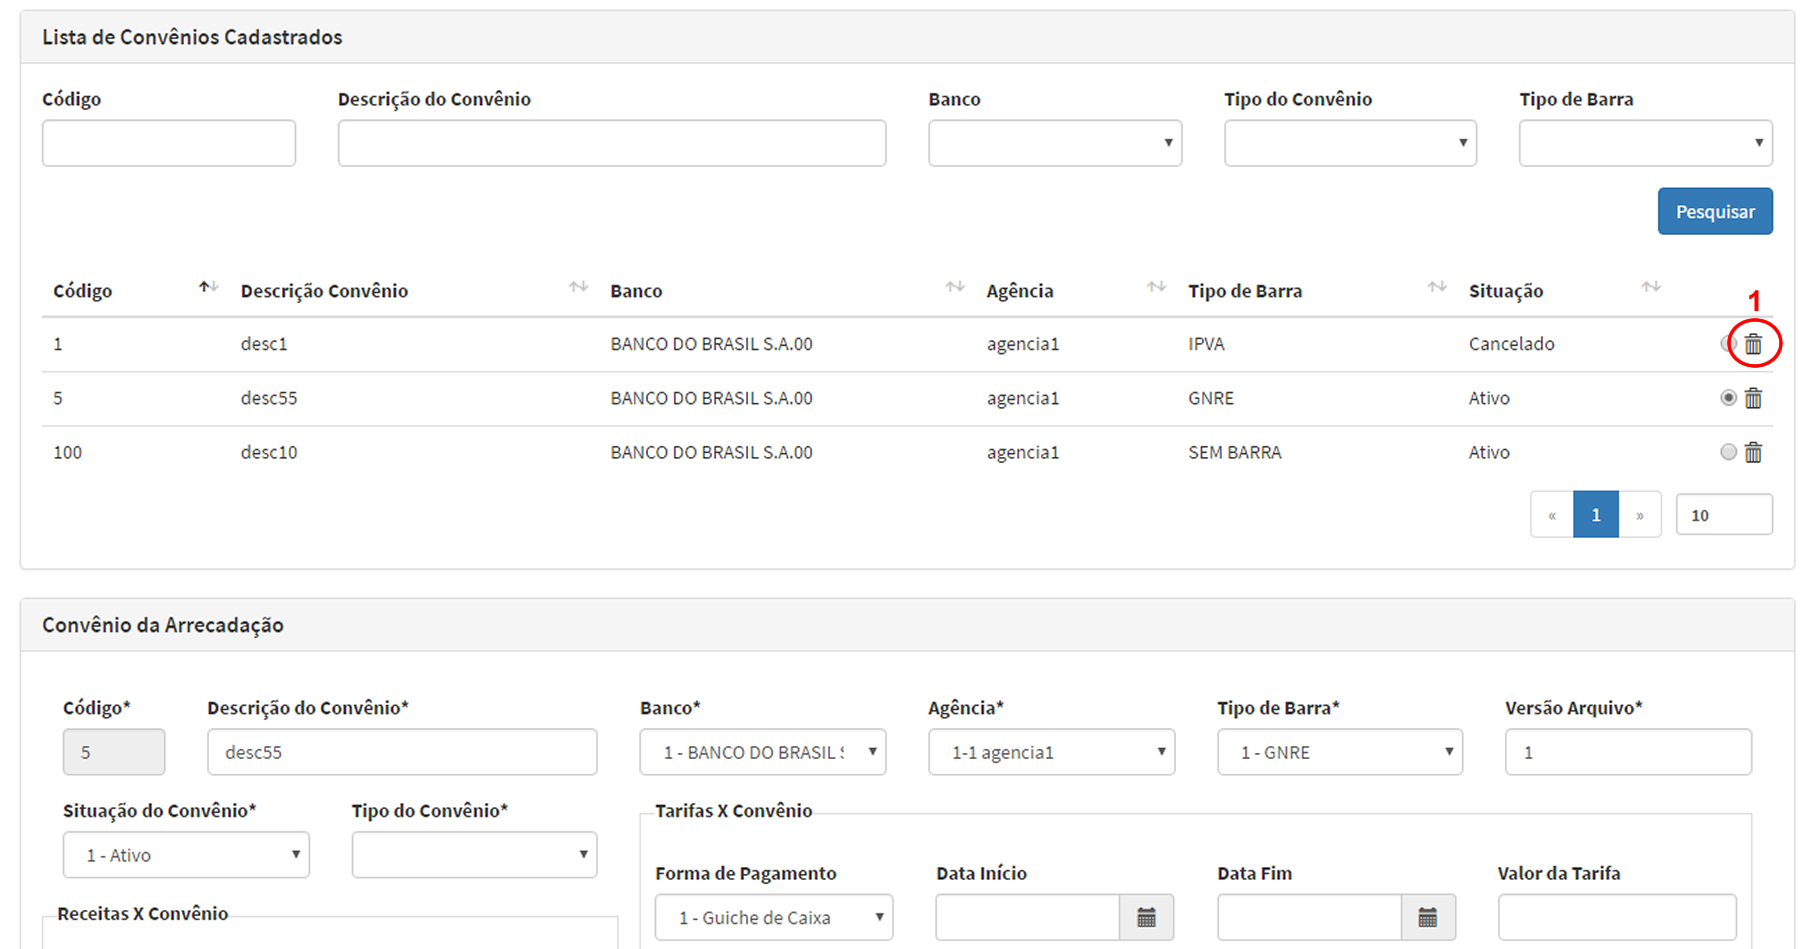 Lista de Convênios Cadastrados
Código Descrição do Convênio Banco Tipo do Convênio Tipo de Barra
Pesquisar
Código Descrição Convênio Banco Agência Tipo de Barra Situação
1
1 desc1 BANCO DO BRASIL S.A.00 agencia1 IPVA Cancelado
5 desc55 BANCO DO BRASIL S.A.00 agencia1 GNRE Ativo
100 desc10 BANCO DO BRASIL S.A.00 agencia1 SEM BARRA Ativo
« 1 » 10
Convênio da Arrecadação
Código* Descrição do Convênio* Banco* Agência* Tipo de Barra* Versão Arquivo*
5 desc55 1 - BANCO DO BRASIL 1-1 agencia1 1 - GNRE 1
Situação do Convênio* Tipo do Convênio* Tarifas X Convênio
1 - Ativo
Forma de Pagamento Data Início Data Fim Valor da Tarifa
Receitas X Convênio
1 - Guiche de Caixa